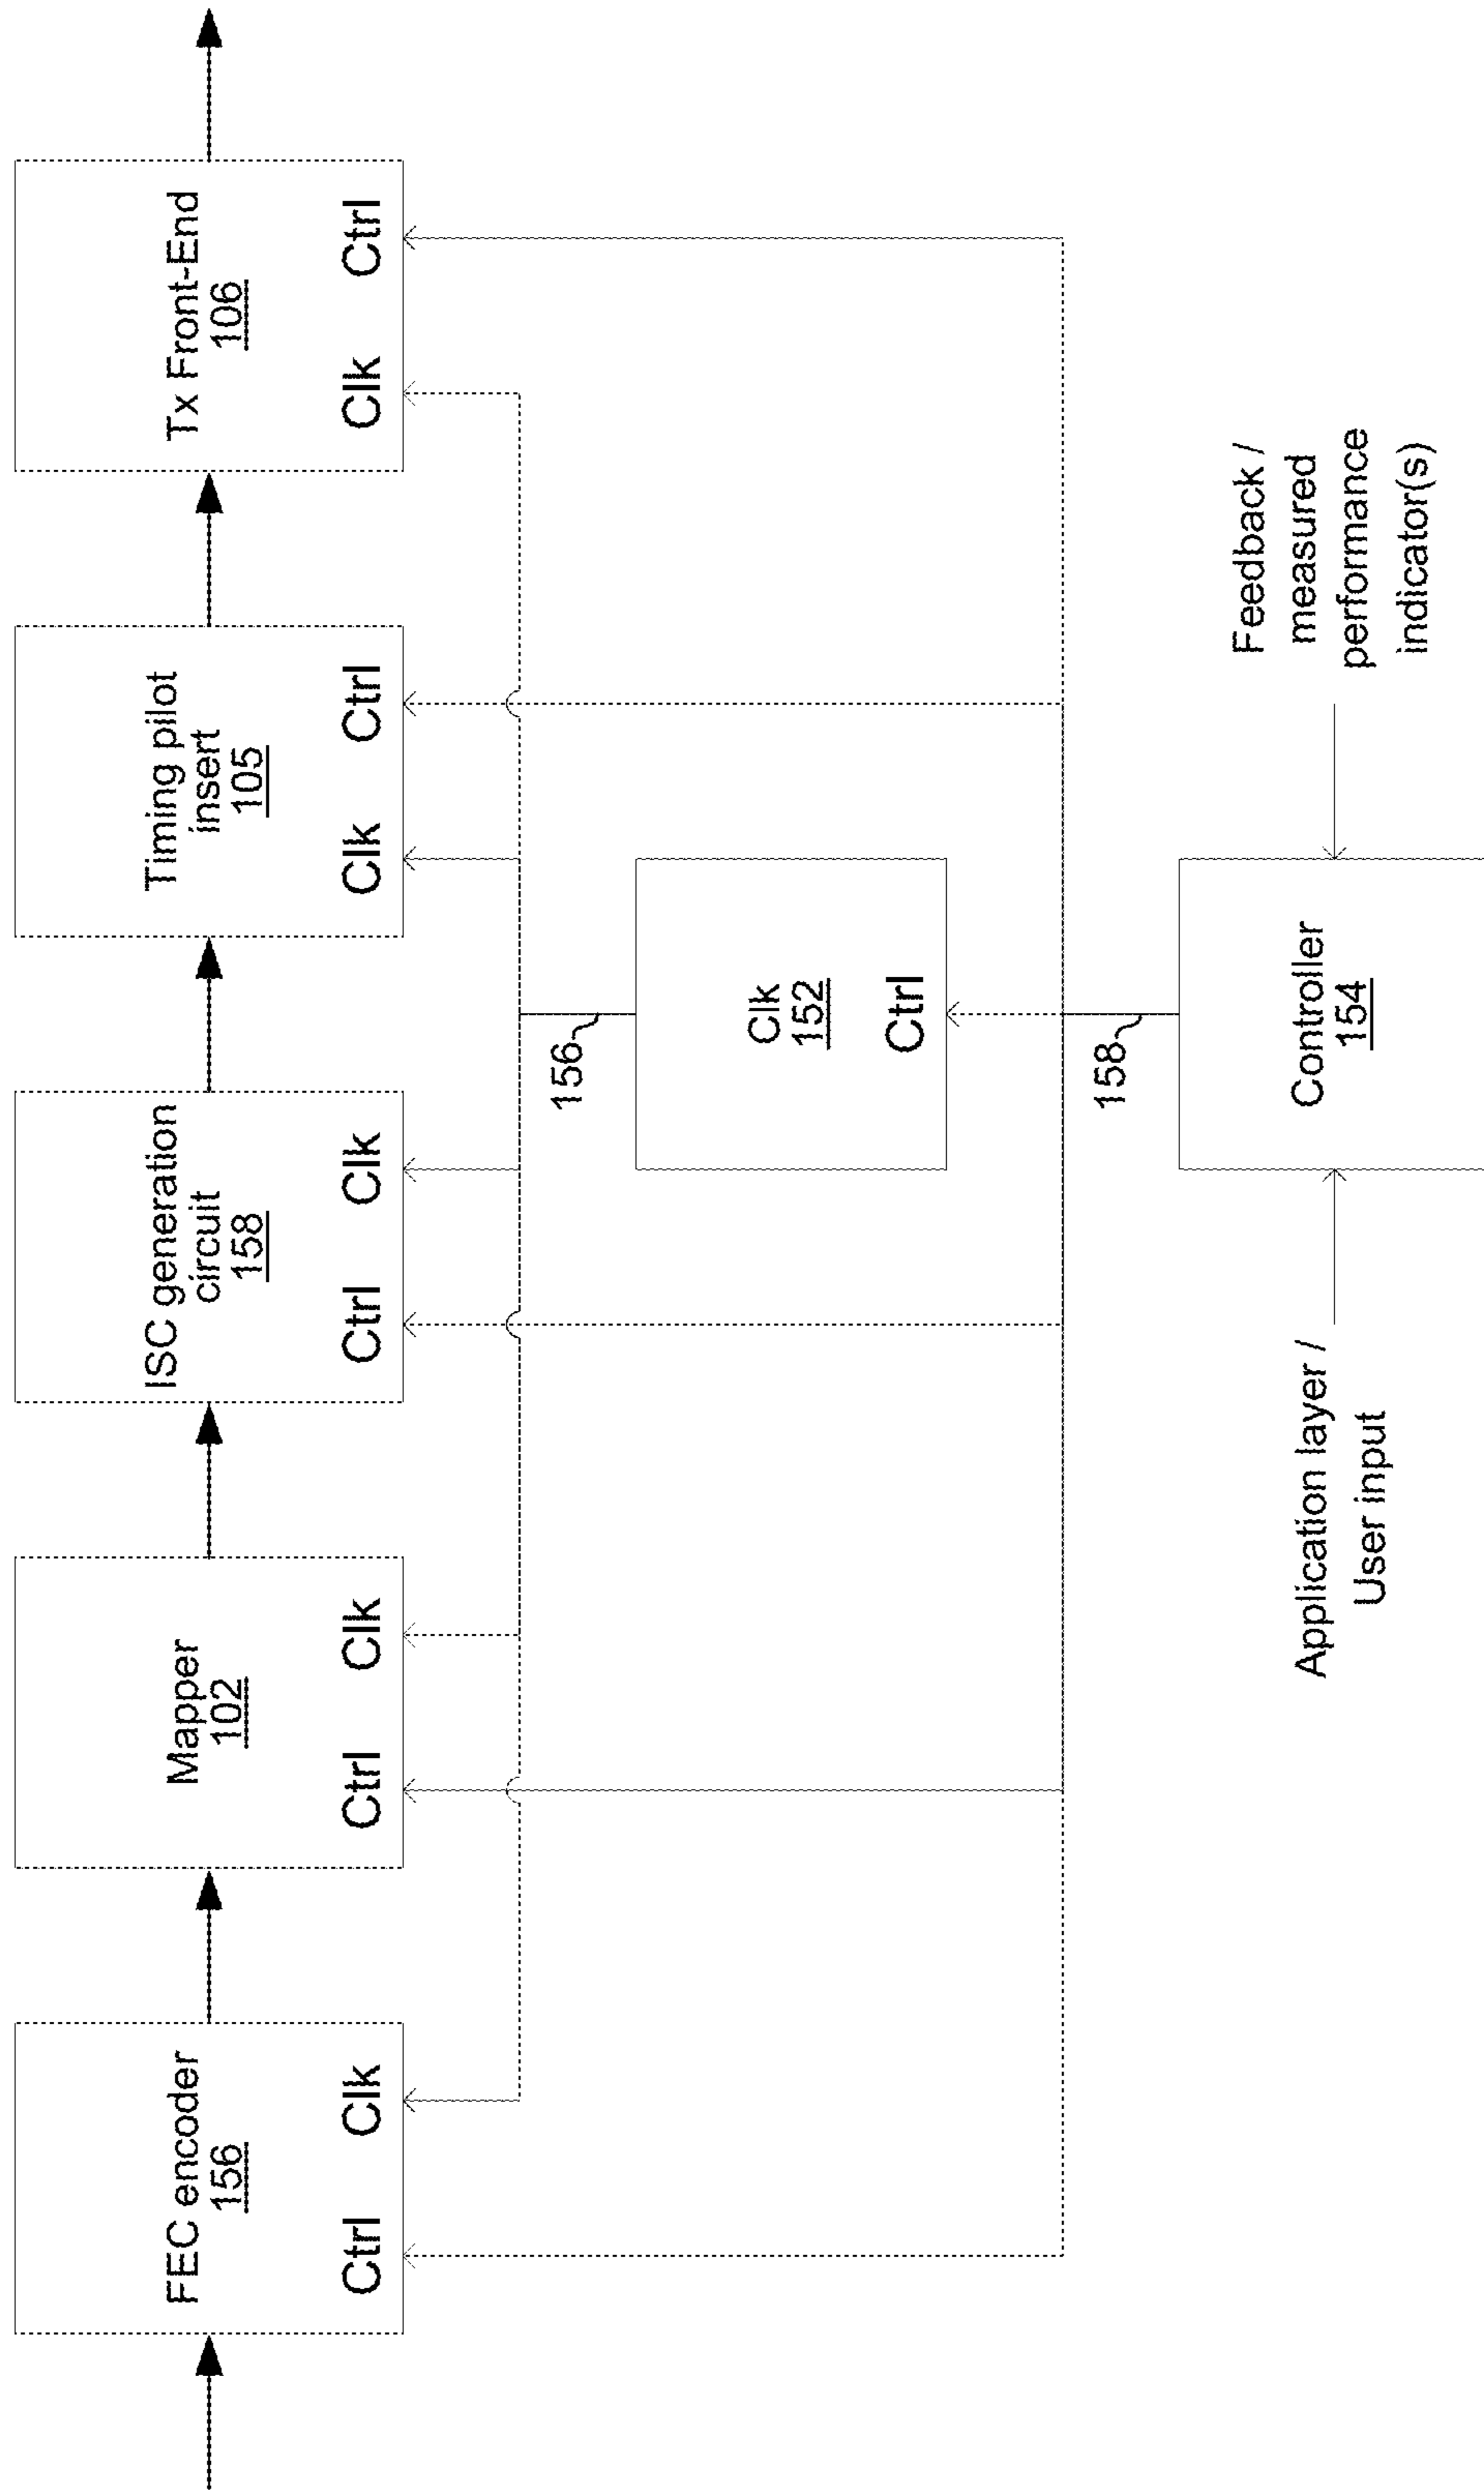 FEC encoder
156
Ctrl
Clk
Mapper
102
Ctrl
Clk
ISC generation
circuit
158
Ctrl
Clk
Timing pilot
insert
105
Clk
Ctrl
Tx Front-End
106
Clk
Ctrl
156
Clk
152
Ctrl
158
Application layer /
User input
Controller
154
Feedback /
measured
performance
indicator(s)